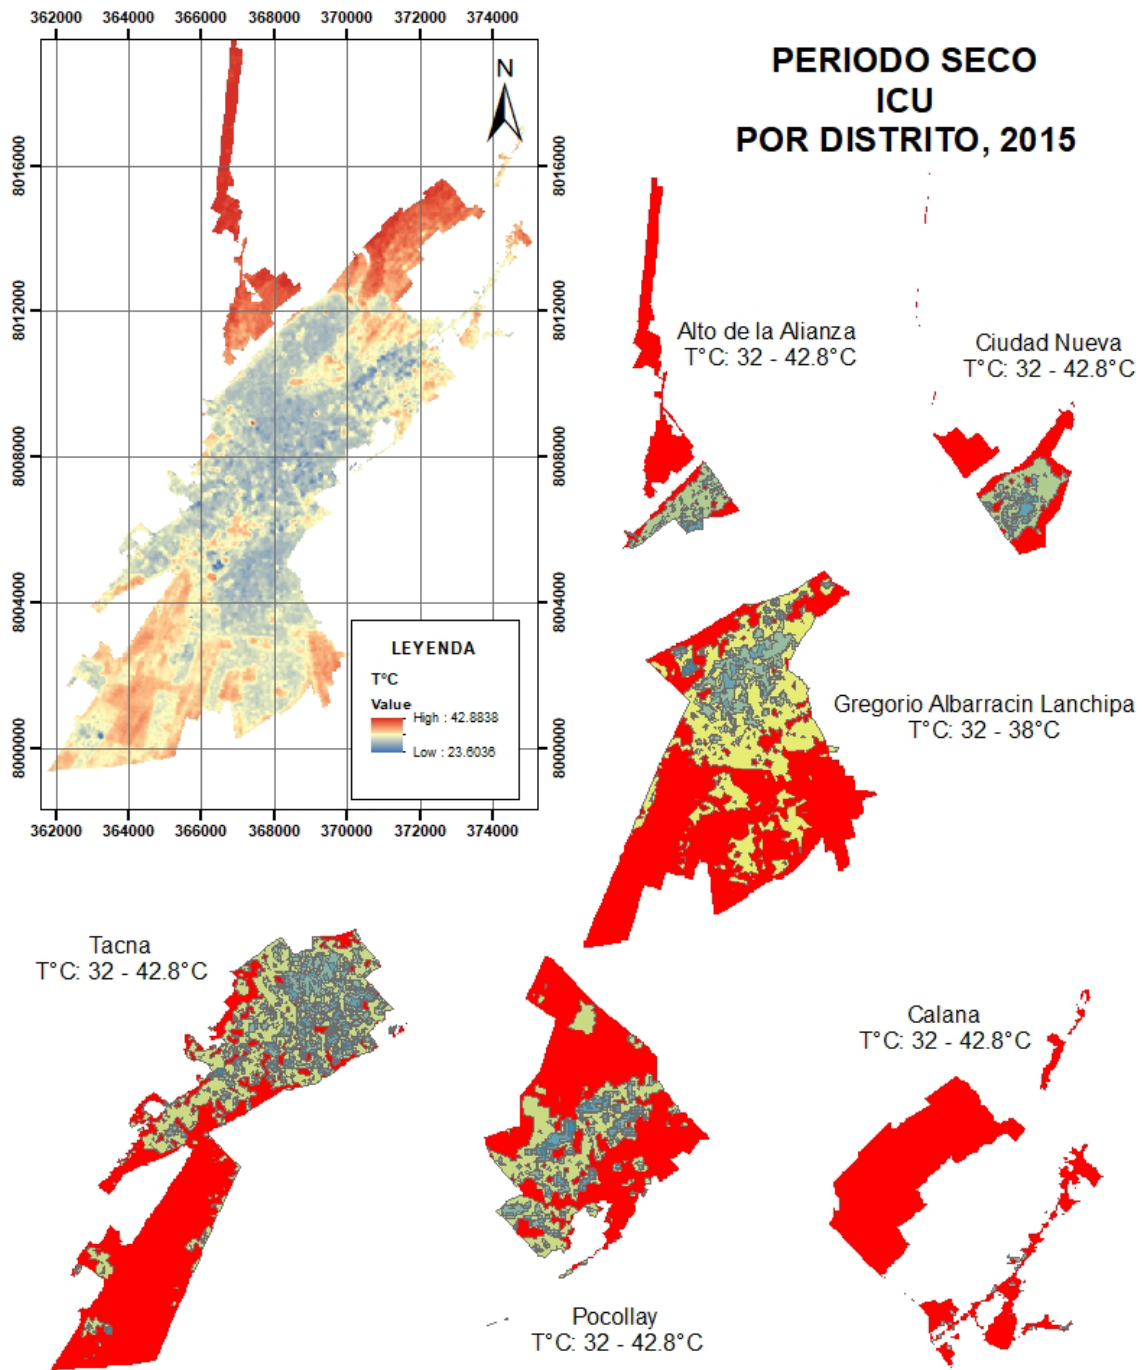 362000 364000 366000 368000 370000 372000 374000
N
PERIODO SECO
ICU
POR DISTRITO, 2015
8016000
8016000
8012000
8012000
Alto de la Alianza
T°C: 32 - 42.8°C
Ciudad Nueva
T°C: 32 - 42.8°C
8008000
8008000
8004000
8004000
LEYENDA
T°C
Value
High : 42.8838
Low : 23.6036
Gregorio Albarracin Lanchipa
T°C: 32 - 38°C
8000000
8000000
362000 364000 366000 368000 370000 372000 374000
Tacna
T°C: 32 - 42.8°C
Calana
T°C: 32 - 42.8°C
Pocollay
T°C: 32 - 42.8°C